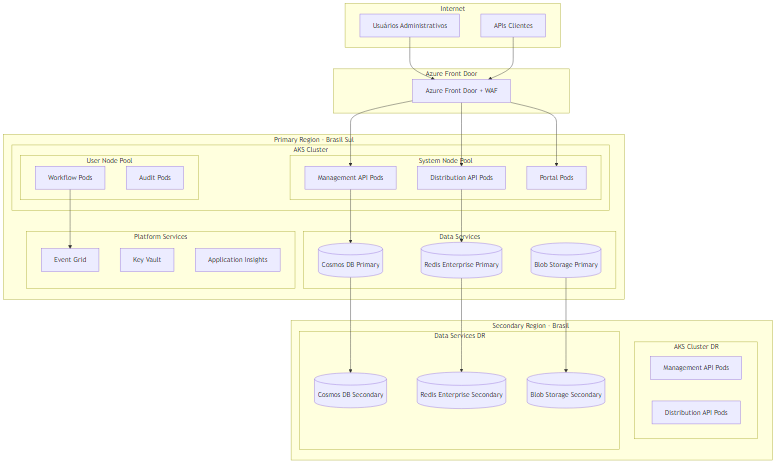 Internet
Usuários Administrativos
APIs Clientes
Azure Front Door
Azure Front Door + WAF
Primary Region - Brasil Sul
AKS Cluster
User Node Pool
Workflow Pods
Audit Pods
System Node Pool
Management API Pods
Distribution API Pods
Portal Pods
Platform Services
Event Grid
Key Vault
Application Insights
Data Services
Cosmos DB Primary
Redis Enterprise Primary
Blob Storage Primary
Secondary Region - Brasil
Data Services DR
Cosmos DB Secondary
Redis Enterprise Secondary
Blob Storage Secondary
AKS Cluster DR
Management API Pods
Distribution API Pods